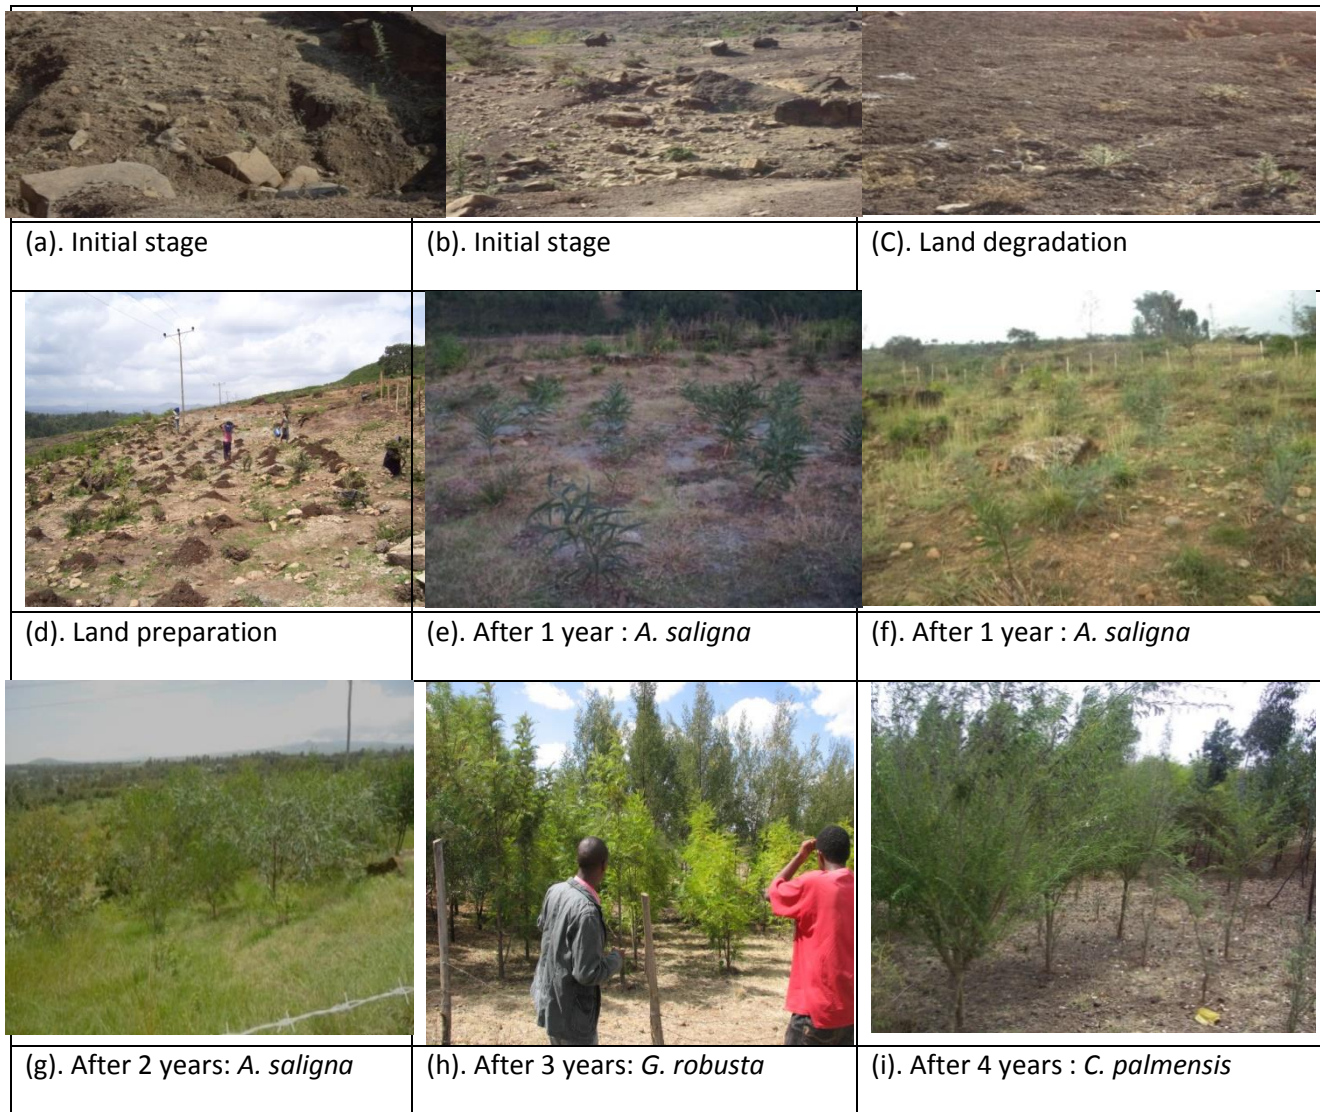 (a). Initial stage
(b). Initial stage
(C). Land degradation
(d). Land preparation
(e). After 1 year : A. saligna
(f). After 1 year : A. saligna
(g). After 2 years: A. saligna
(h). After 3 years: G. robusta
(i). After 4 years : C. palmensis